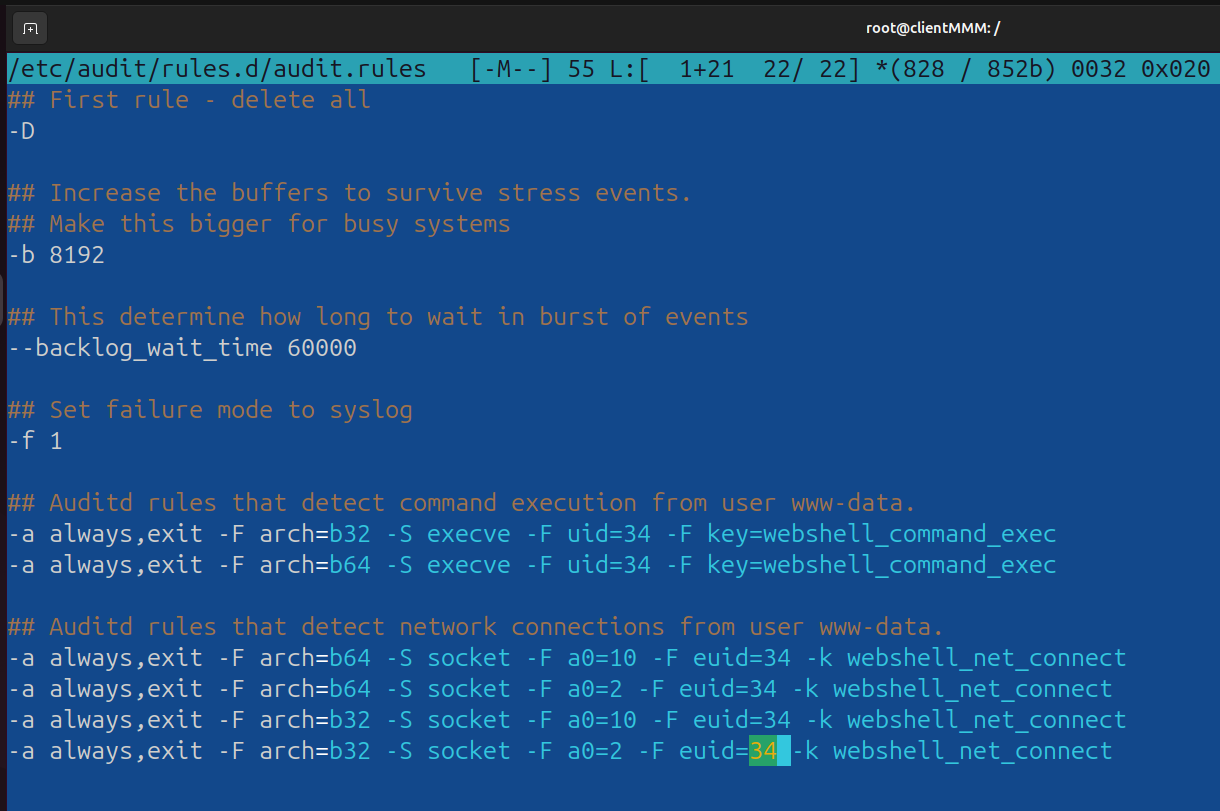 root@clientMMM: /
/etc/audit/rules.d/audit.rules [-M--] 55 L:[ 1+21 22/ 22] *(828 / 852b) 0032 0x020
## First rule - delete all
-D
## Increase the buffers to survive stress events.
## Make this bigger for busy systems
-b 8192
## This determine how long to wait in burst of events
--backlog_wait_time 60000
## Set failure mode to syslog
-f 1
## Auditd rules that detect command execution from user www-data.
-a always,exit -F arch=b32 -S execve -F uid=34 -F key=webshell_command_exec
-a always,exit -F arch=b64 -S execve -F uid=34 -F key=webshell_command_exec
## Auditd rules that detect network connections from user www-data.
-a always,exit -F arch=b64 -S socket -F a0=10 -F euid=34 -k webshell_net_connect
-a always,exit -F arch=b64 -S socket -F a0=2 -F euid=34 -k webshell_net_connect
-a always,exit -F arch=b32 -S socket -F a0=10 -F euid=34 -k webshell_net_connect
-a always,exit -F arch=b32 -S socket -F a0=2 -F euid=34 -k webshell_net_connect